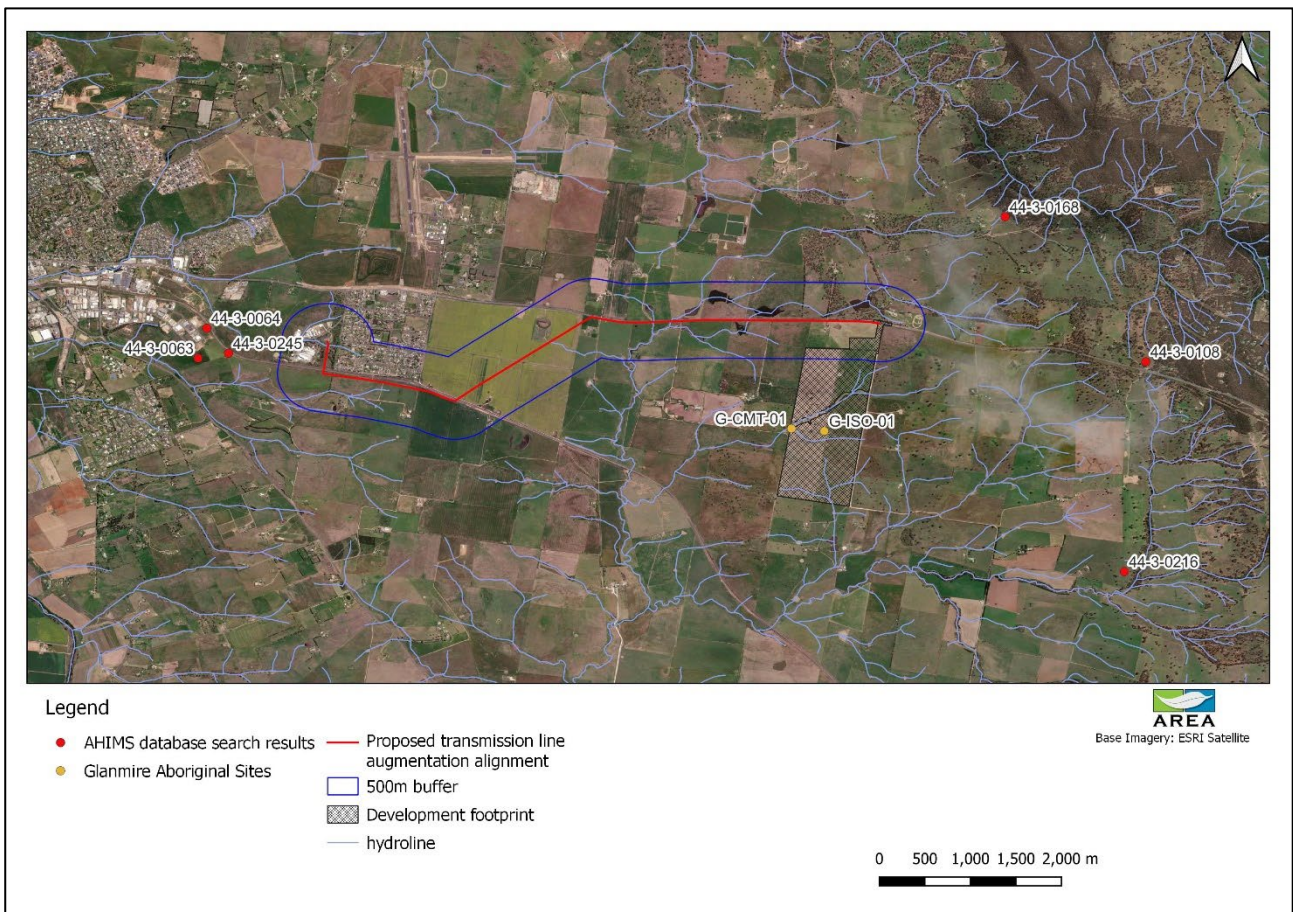 44-3-0168
44-3-0064
44-3-0063
44-3-0245
44-3-0108
G-CMT-01
G-ISO-01
44-3-0216
Legend
AHIMS database search results
Glanmire Aboriginal Sites
Proposed transmission line
augmentation alignment
500m buffer
Development footprint
hydroline
AREA
Base Imagery: ESRI Satellite
0 500 1,000 1,500 2,000 m